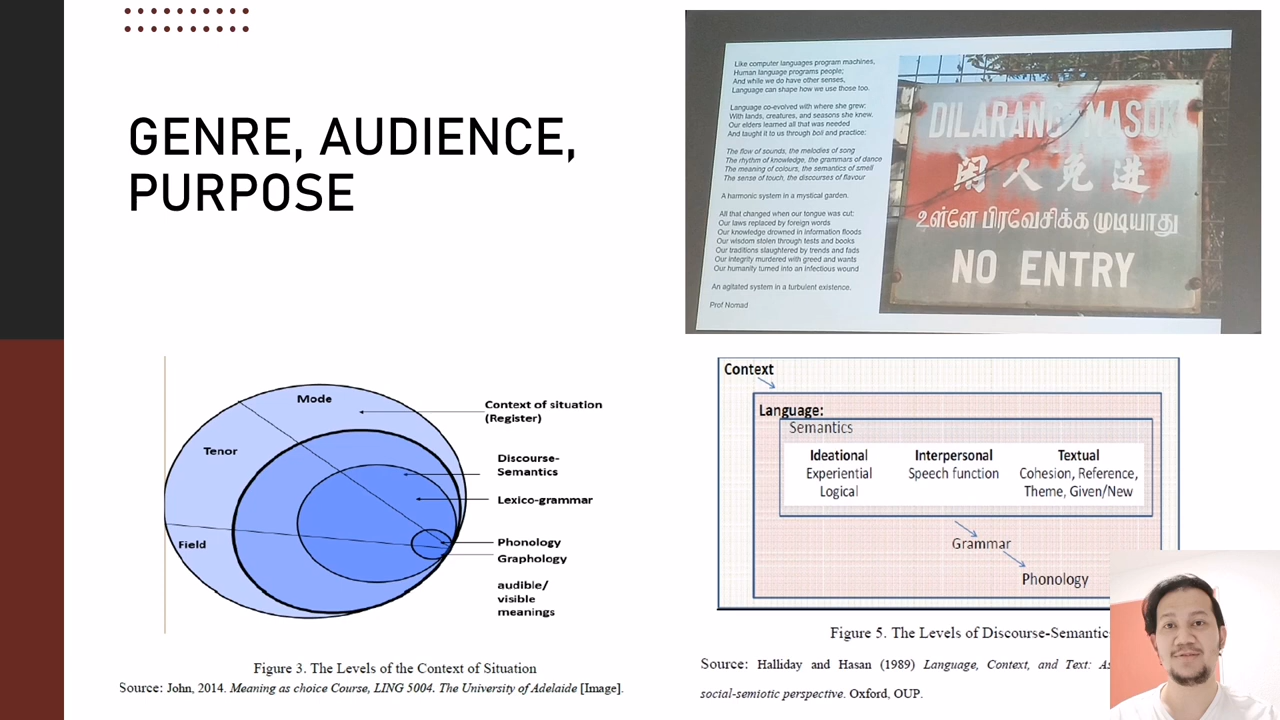 GENRE, AUDIENCE,
PURPOSE
Like computer languages program machines,
Human language programs people;
And while we do have other senses,
Language can shape how we use those too.
Language co-evolved with where she grew:
With lands, creatures, and seasons she knew.
Our elders learned all that was needed
And taught it to us through boil and practice:
The flow of sounds, the melodies of song
The rhythm of knowledge, the grammars of dance
The meaning of colours, the semantics of smell
The sense of touch, the discourses of flavour
A harmonic system in a mystical garden.
All that changed when our tongue was cut:
Our laws replaced by foreign words
Our knowledge drowned in information floods
Our wisdom stolen through tests and books
Our traditions slaughtered by trends and fads
Our integrity murdered with greed and wants
Our humanity turned into an infectious wound
An agitated system in a turbulent existence.
Prof Nomad
DILARANG MASUK
闲人免进
உள்ளே பிரவேசிக்க முடியாது
NO ENTRY
Mode
Tenor
Field
Context of situation
(Register)
Discourse-
Semantics
Lexico-grammar
Phonology
Graphology
audible/
visible
meanings
Figure 3. The Levels of the Context of Situation
Source: John, 2014. Meaning as choice Course, LING 5004. The University of Adelaide [Image].
Context
Language:
Semantics
Ideational Interpersonal Textual
Experiential Speech function Cohesion, Reference,
Logical Theme, Given/New
Grammar
Phonology
Figure 5. The Levels of Discourse-Semantic
Source: Halliday and Hasan (1989) Language, Context, and Text:
social-semiotic perspective. Oxford, OUP.